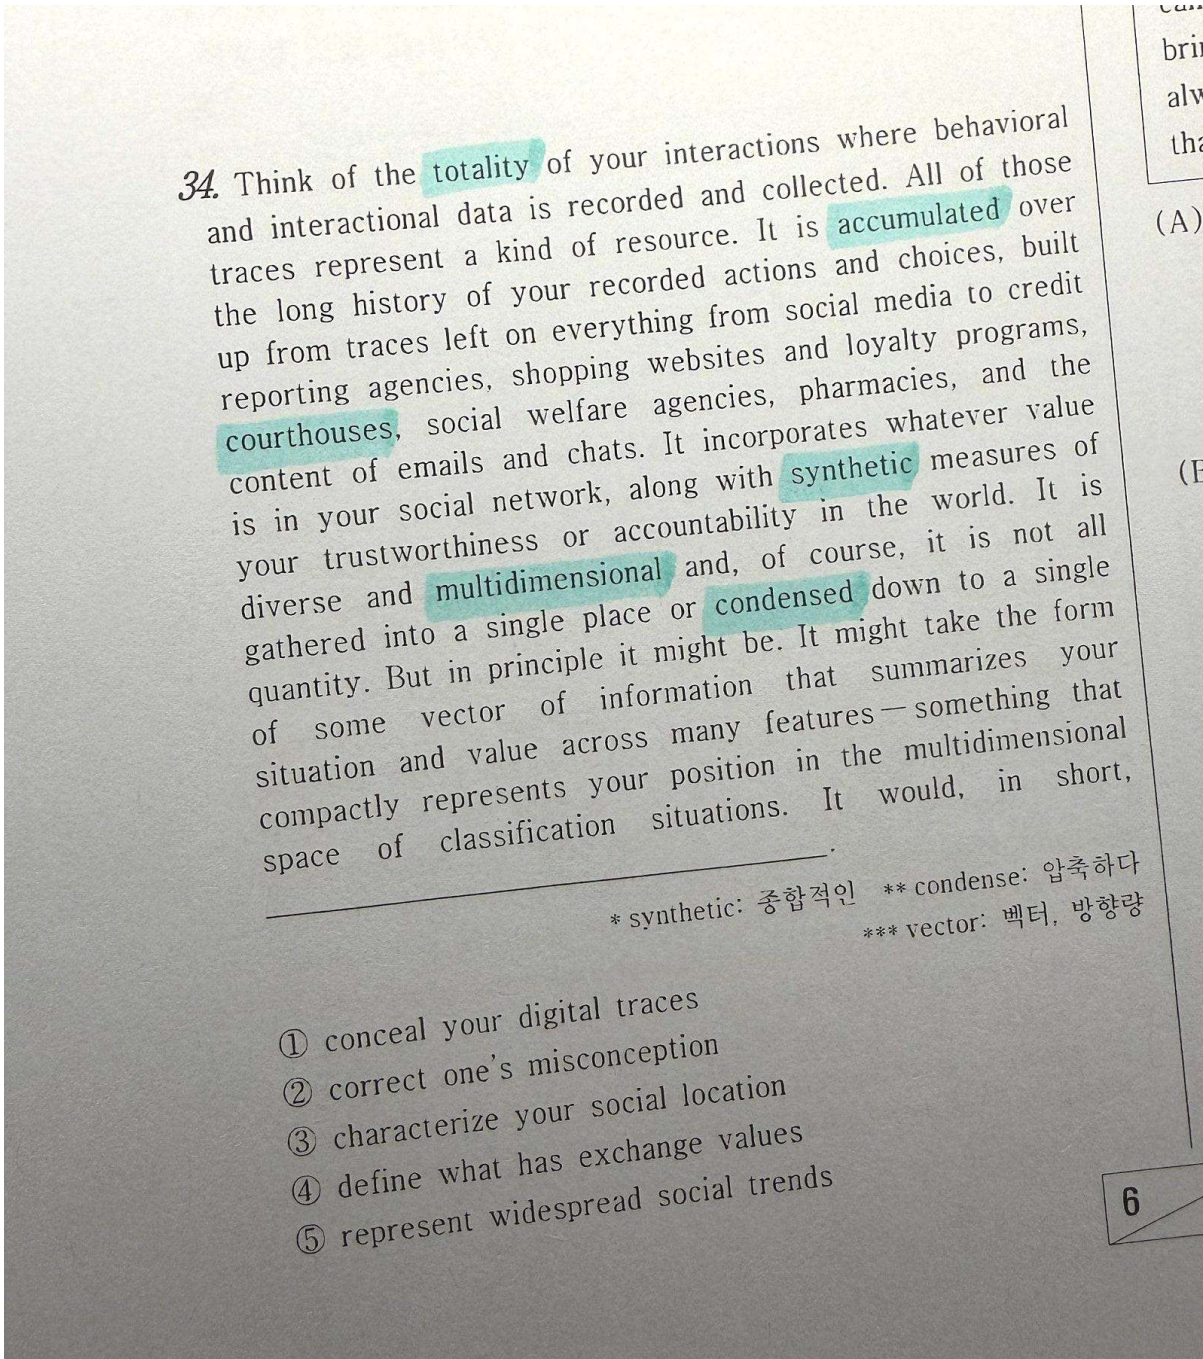 34. Think of the totality of your interactions where behavioral
and interactional data is recorded and collected. All of those
traces represent a kind of resource. It is accumulated over
the long history of your recorded actions and choices, built
up from traces left on everything from social media to credit
reporting agencies, shopping websites and loyalty programs,
courthouses, social welfare agencies, pharmacies, and the
content of emails and chats. It incorporates whatever value
is in your social network, along with synthetic measures of
your trustworthiness or accountability in the world. It is
diverse and multidimensional and, of course, it is not all
gathered into a single place or condensed down to a single
quantity. But in principle it might be. It might take the form
of some vector of information that summarizes your
situation and value across many features — something that
compactly represents your position in the multidimensional
space of classification situations. It would, in short,
.
* synthetic: 종합적인 ** condense: 압축하다
*** vector: 벡터, 방향량
① conceal your digital traces
② correct one's misconception
③ characterize your social location
④ define what has exchange values
⑤ represent widespread social trends
(A)
6